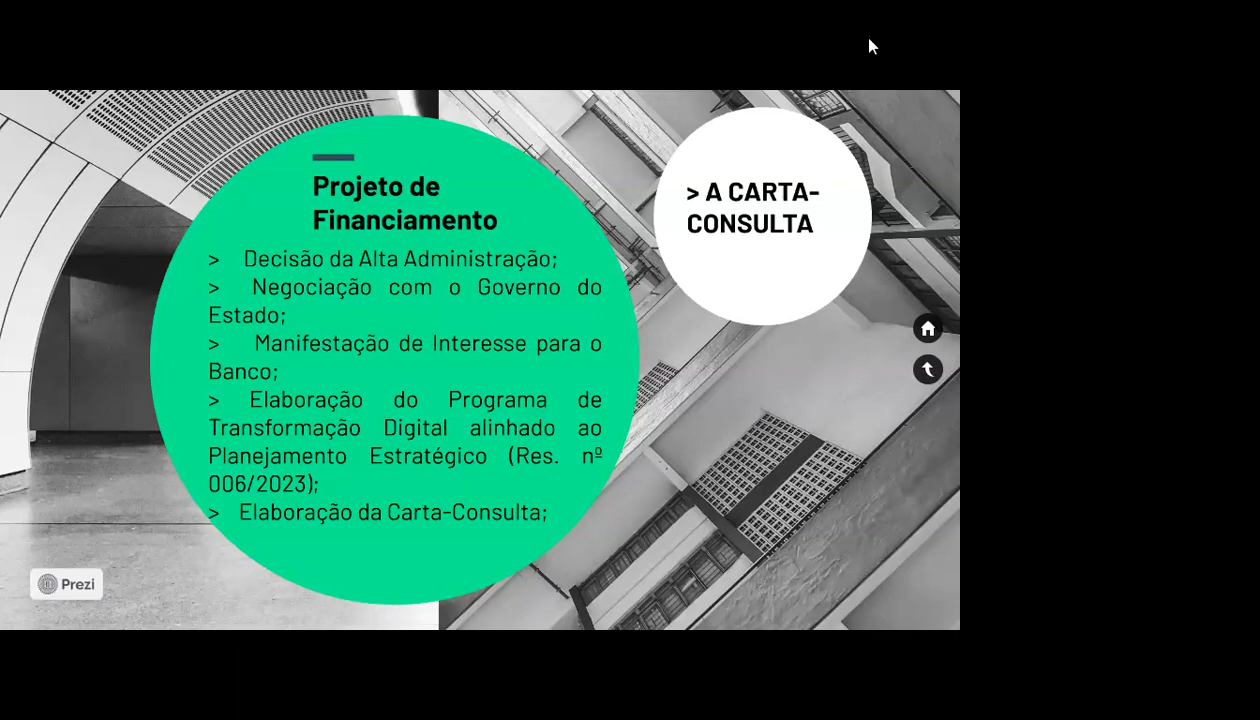 Projeto de
Financiamento
> Decisão da Alta Administração;
> Negociação com o Governo do
Estado;
> Manifestação de Interesse para o
Banco;
> Elaboração do Programa de
Transformação Digital alinhado ao
Planejamento Estratégico (Res. nº
006/2023);
> Elaboração da Carta-Consulta;
> A CARTA-
CONSULTA
Prezi